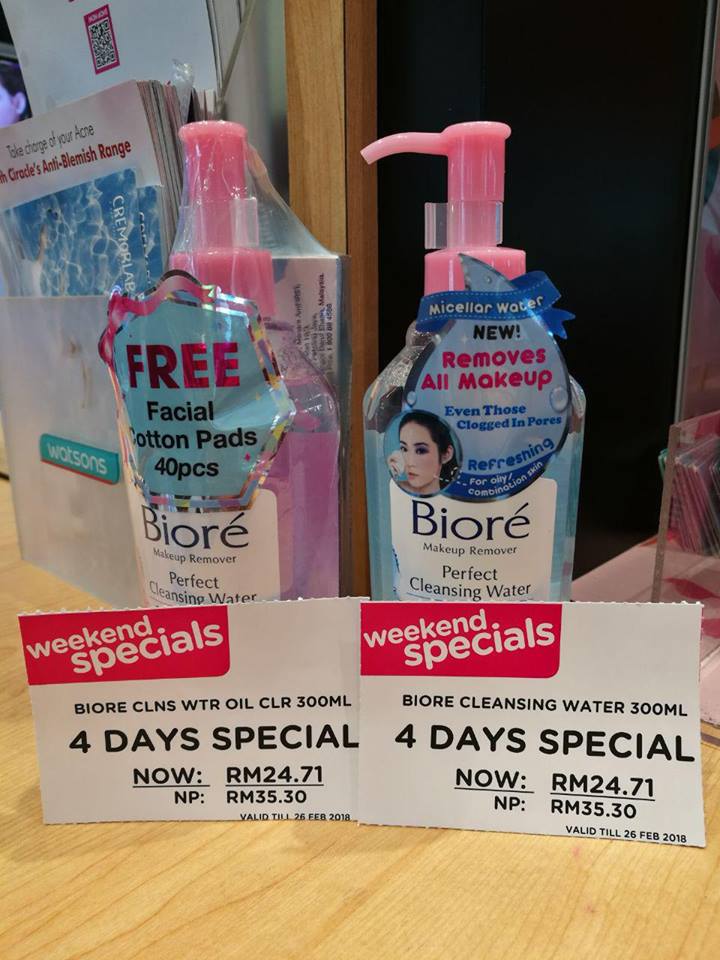 Take charge of your Acne
th Ciracle's Anti-Blemish Range
CREMORLAB
watsons
FREE
Facial
Cotton Pads
40pcs
Bioré
Makeup Remover
Perfect
Cleansing Water
Micellar Water
NEW!
Removes
All Makeup
Even Those
Clogged In Pores
Refreshing
For oily/
combination skin
Bioré
Makeup Remover
Perfect
Cleansing Water
weekend
specials
BIORE CLNS WTR OIL CLR 300ML
4 DAYS SPECIAL
NOW: RM24.71
NP: RM35.30
VALID TILL 26 FEB 2018
weekend
specials
BIORE CLEANSING WATER 300ML
4 DAYS SPECIAL
NOW: RM24.71
NP: RM35.30
VALID TILL 26 FEB 2018